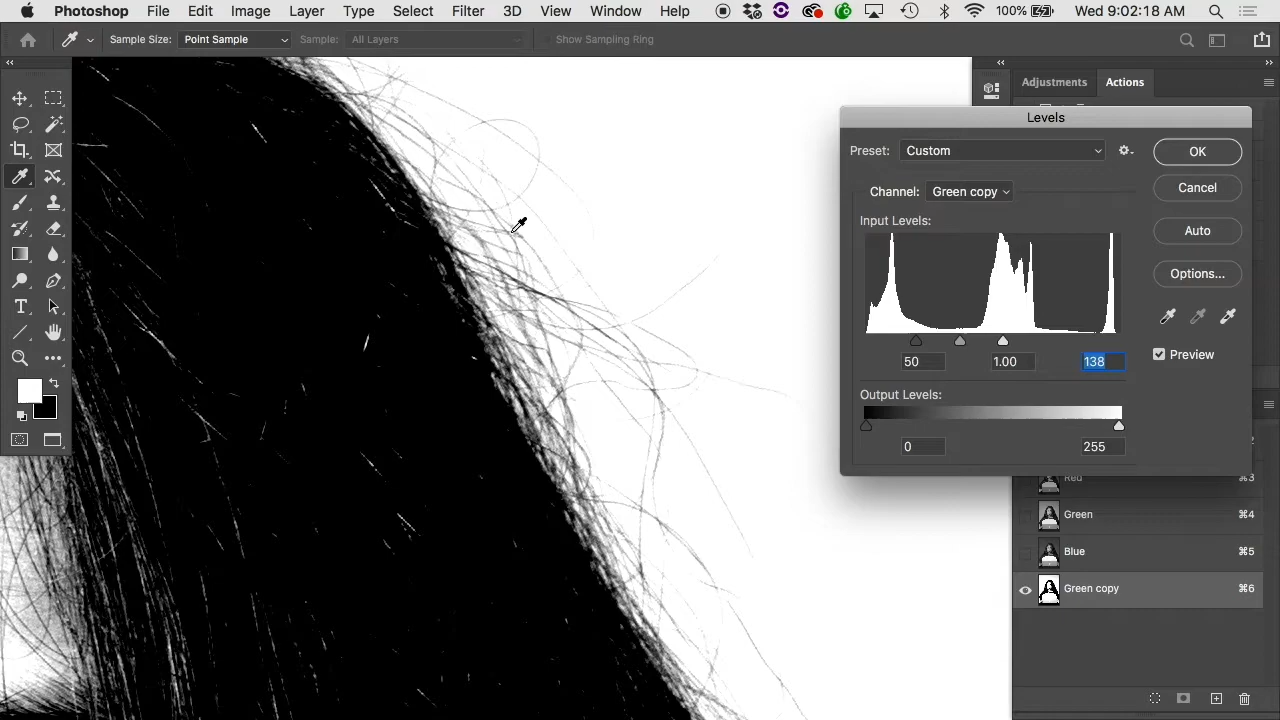 Photoshop File Edit Image Layer Type Select Filter 3D View Window Help 100% Wed 9:02:18 AM
Sample Size: Point Sample Sample: All Layers Show Sampling Ring
Adjustments Actions
Levels
Preset: Custom OK
Channel: Green copy Cancel
Input Levels: Auto
Options...
50 1.00 138 Preview
Output Levels:
0 255
Red ⌘3
Green ⌘4
Blue ⌘5
Green copy ⌘6